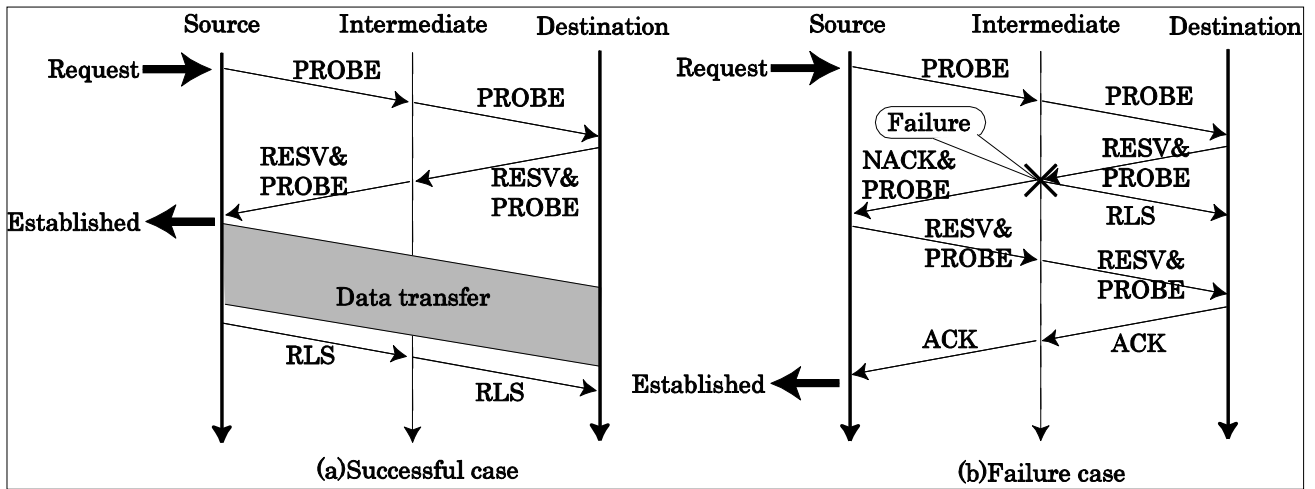 Source Intermediate Destination
Request
PROBE
PROBE
RESV&
PROBE
RESV&
PROBE
Established
Data transfer
RLS
RLS
(a)Successful case
Source Intermediate Destination
Request
PROBE
PROBE
Failure
RESV&
PROBE
NACK&
PROBE
RLS
RESV&
PROBE
RESV&
PROBE
ACK
ACK
Established
(b)Failure case